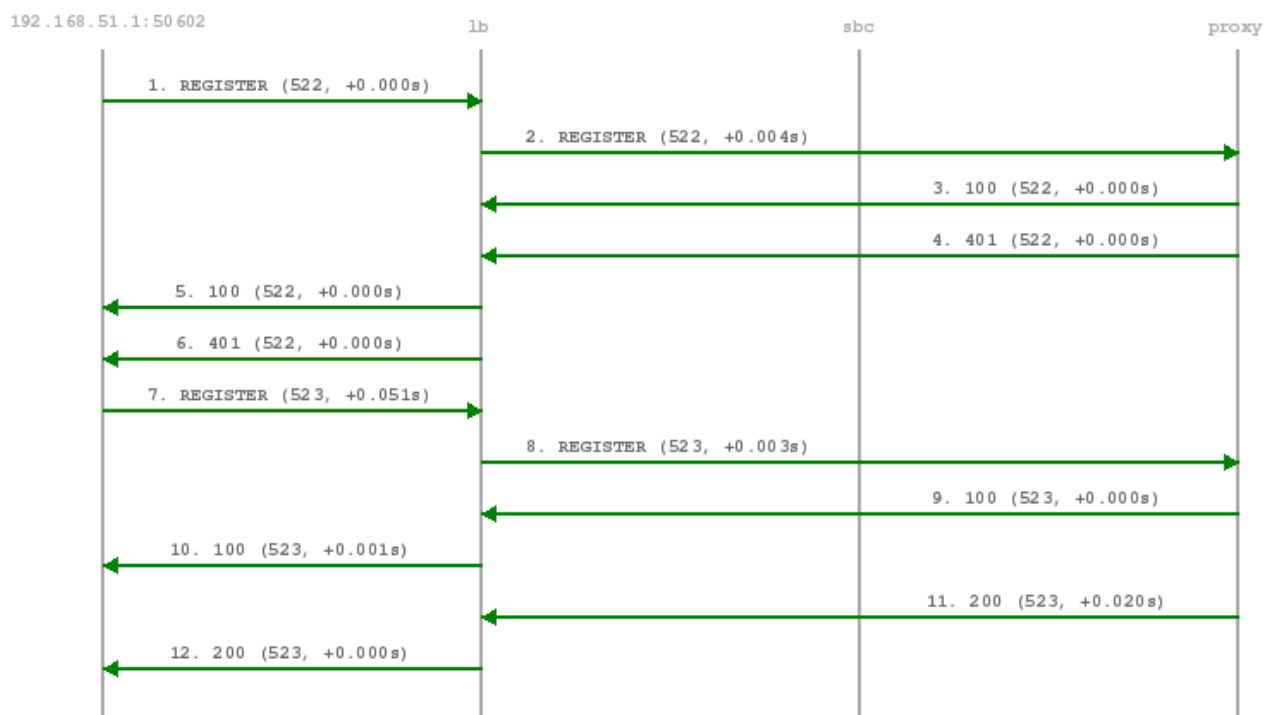 192.168.51.1:50602
lb
sbc
proxy
1. REGISTER (522, +0.000s)
2. REGISTER (522, +0.004s)
3. 100 (522, +0.000s)
4. 401 (522, +0.000s)
5. 100 (522, +0.000s)
6. 401 (522, +0.000s)
7. REGISTER (523, +0.051s)
8. REGISTER (523, +0.003s)
9. 100 (523, +0.000s)
10. 100 (523, +0.001s)
11. 200 (523, +0.020s)
12. 200 (523, +0.000s)